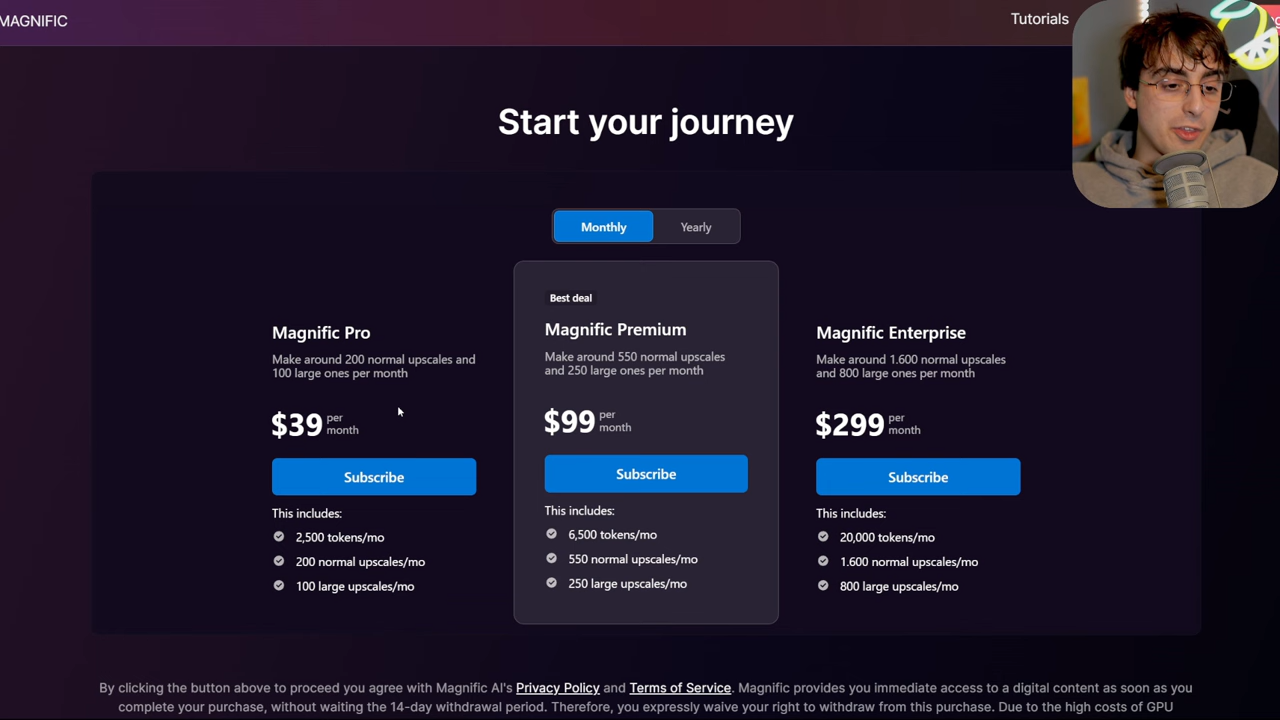 MAGNIFIC
Tutorials
Start your journey
Monthly
Yearly
Magnific Pro
Make around 200 normal upscales and
100 large ones per month
$39 per
month
Subscribe
This includes:
2,500 tokens/mo
200 normal upscales/mo
100 large upscales/mo
Best deal
Magnific Premium
Make around 550 normal upscales
and 250 large ones per month
$99 per
month
Subscribe
This includes:
6,500 tokens/mo
550 normal upscales/mo
250 large upscales/mo
Magnific Enterprise
Make around 1.600 normal upscales
and 800 large ones per month
$299 per
month
Subscribe
This includes:
20,000 tokens/mo
1.600 normal upscales/mo
800 large upscales/mo
By clicking the button above to proceed you agree with Magnific AI's Privacy Policy and Terms of Service. Magnific provides you immediate access to a digital content as soon as you
complete your purchase, without waiting the 14-day withdrawal period. Therefore, you expressly waive your right to withdraw from this purchase. Due to the high costs of GPU